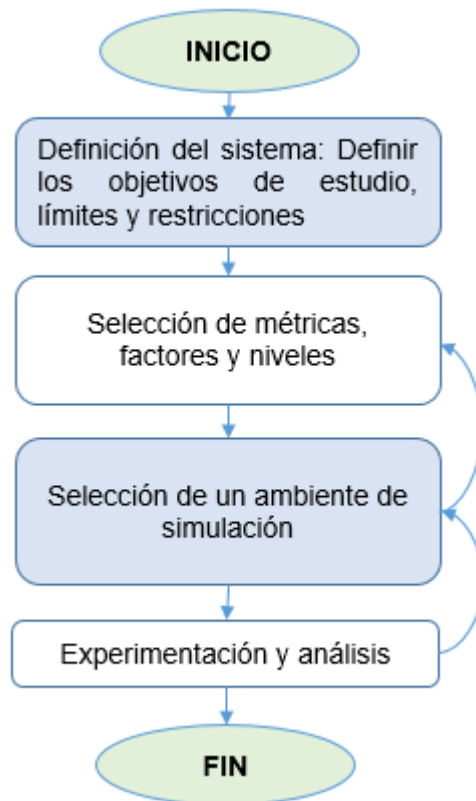 INICIO
Definición del sistema: Definir
los objetivos de estudio,
límites y restricciones
Selección de métricas,
factores y niveles
Selección de un ambiente de
simulación
Experimentación y análisis
FIN